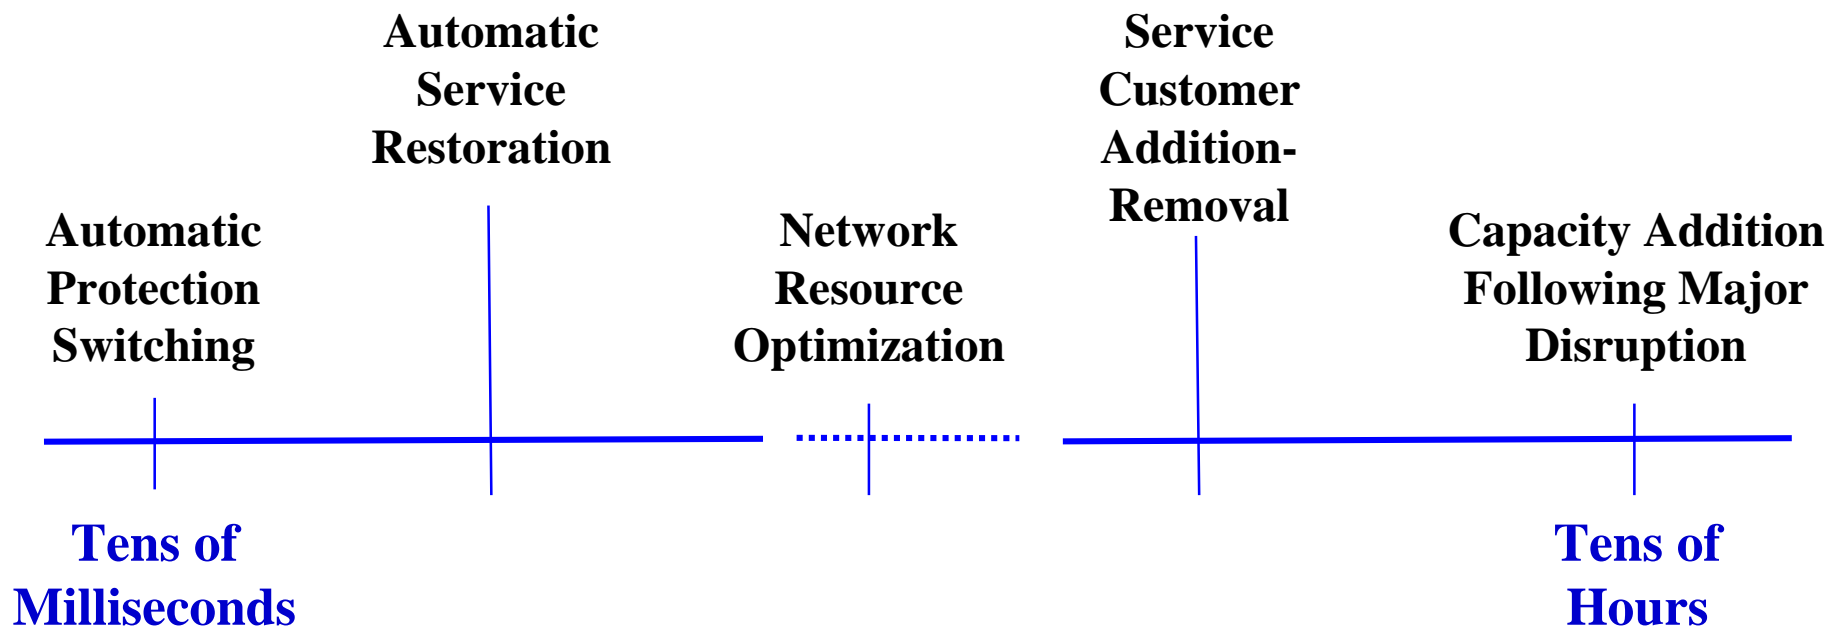 Automatic
Service
Restoration
Service
Customer
Addition-
Removal
Automatic
Protection
Switching
Network
Resource
Optimization
Capacity Addition
Following Major
Disruption
Tens of
Milliseconds
Tens of
Hours